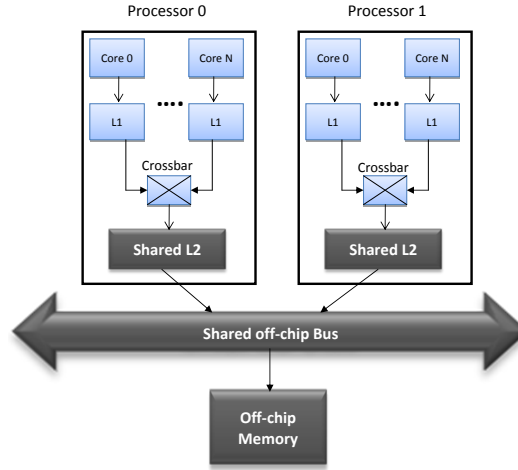 Processor 0
Processor 1
Core 0
Core N
Core 0
Core N
....
....
L1
L1
L1
L1
Crossbar
Crossbar
Shared L2
Shared L2
Shared off-chip Bus
Off-chip
Memory